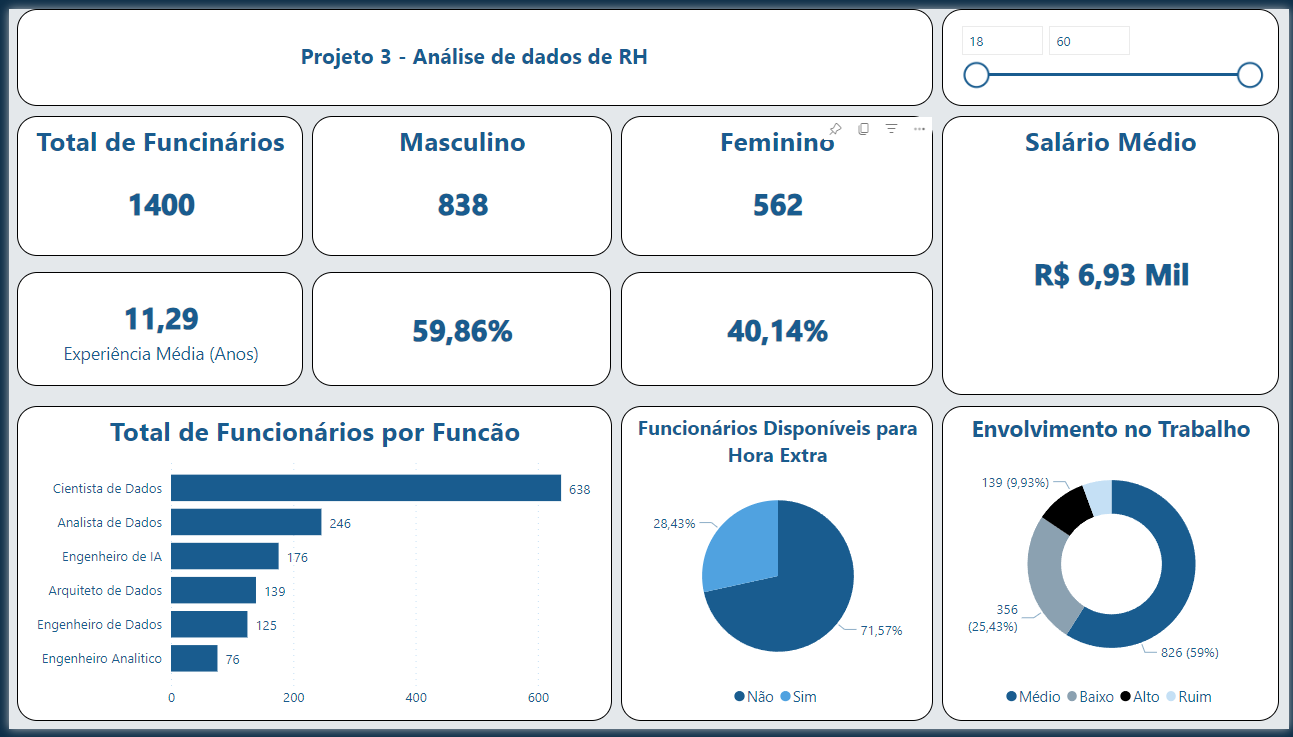 Projeto 3 - Análise de dados de RH
18
60
Total de Funcinários
1400
Masculino
838
Feminino
562
Salário Médio
R$ 6,93 Mil
11,29
Experiência Média (Anos)
59,86%
40,14%
Total de Funcionários por Funcão
Cientista de Dados
638
Analista de Dados
246
Engenheiro de IA
176
Arquiteto de Dados
139
Engenheiro de Dados
125
Engenheiro Analitico
76
0
200
400
600
Funcionários Disponíveis para
Hora Extra
28,43%
71,57%
Não
Sim
Envolvimento no Trabalho
139 (9,93%)
356
(25,43%)
826 (59%)
Médio
Baixo
Alto
Ruim